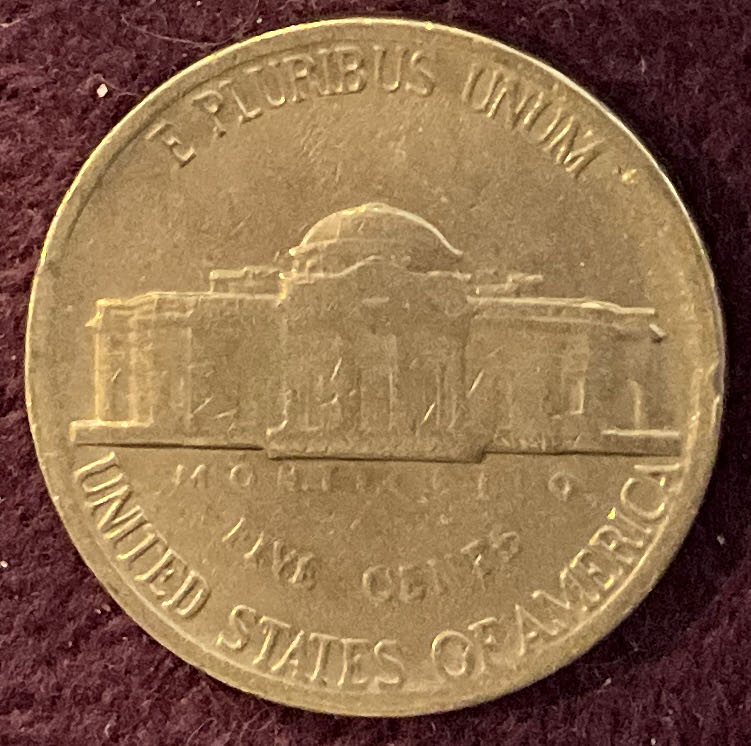 E PLURIBUS UNUM
MONTICELLO
FIVE CENTS
UNITED STATES OF AMERICA